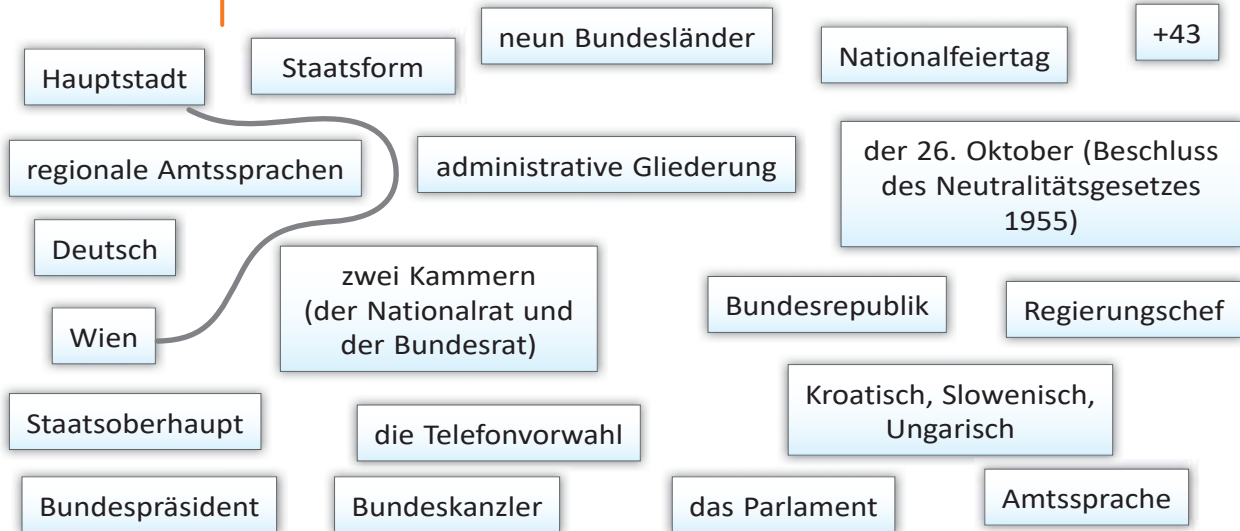 neun Bundesländer
+43
Hauptstadt
Staatsform
Nationalfeiertag
regionale Amtssprachen
administrative Gliederung
der 26. Oktober (Beschluss
des Neutralitätsgesetzes
1955)
Deutsch
zwei Kammern
(der Nationalrat und
der Bundesrat)
Bundesrepublik
Regierungschef
Wien
Kroatisch, Slowenisch,
Ungarisch
Staatsoberhaupt
die Telefonvorwahl
Bundespräsident
Bundeskanzler
das Parlament
Amtssprache